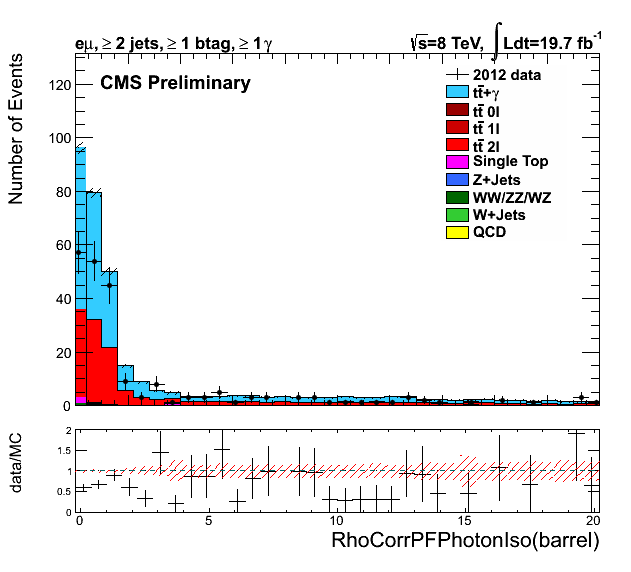 eμ, ≥ 2 jets, ≥ 1 btag, ≥ 1γ
√s=8 TeV, ∫Ldt=19.7 fb⁻¹
CMS Preliminary
2012 data
tt̄+γ
tt̄ 0l
tt̄ 1l
tt̄ 2l
Single Top
Z+Jets
WW/ZZ/WZ
W+Jets
QCD
Number of Events
120
100
80
60
40
20
0
data/MC
2
1.5
1
0.5
0
0 5 10 15 20
RhoCorrPFPhotonIso(barrel)